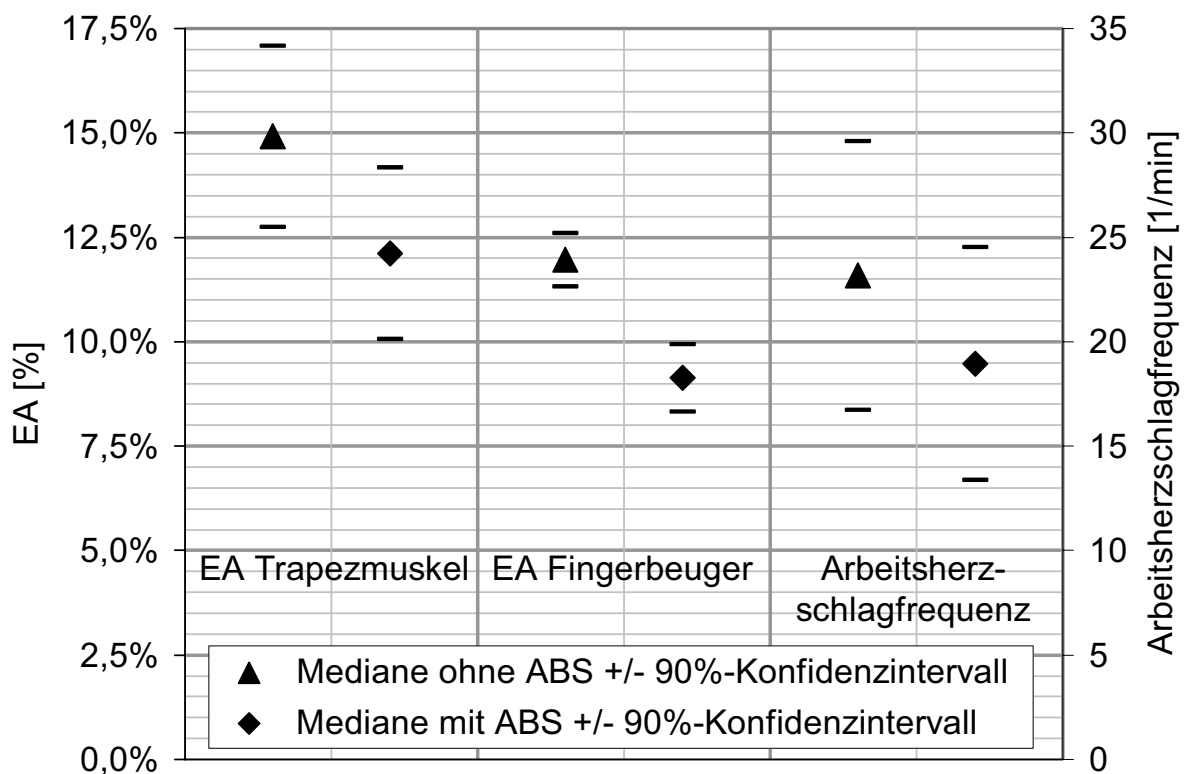 17,5%
15,0%
12,5%
10,0%
7,5%
5,0%
2,5%
0,0%
EA [%]
35
30
25
20
15
10
5
0
Arbeitsherzschlagfrequenz [1/min]
EA Trapezmuskel
EA Fingerbeuger
Arbeitsherz-
schlagfrequenz
Mediane ohne ABS +/- 90%-Konfidenzintervall
Mediane mit ABS +/- 90%-Konfidenzintervall